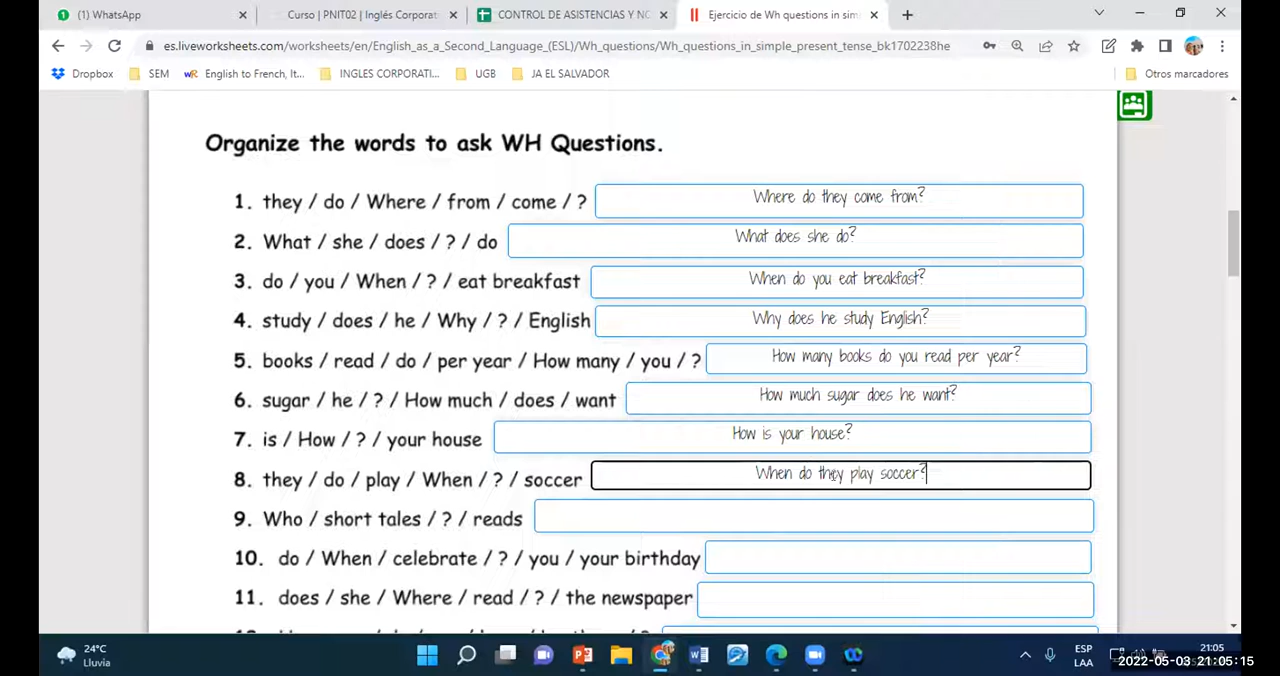 (1) WhatsApp
Curso | PNIT02 | Inglés Corporat
CONTROL DE ASISTENCIAS Y NO
Ejercicio de Wh questions in sim
es.liveworksheets.com/worksheets/en/English_as_a_Second_Language_(ESL)/Wh_questions/Wh_questions_in_simple_present_tense_bk1702238he
Dropbox SEM English to French, It... INGLES CORPORATI... UGB JA EL SALVADOR Otros marcadores
Organize the words to ask WH Questions.
1. they / do / Where / from / come / ? Where do they come from?
2. What / she / does / ? / do What does she do?
3. do / you / When / ? / eat breakfast When do you eat breakfast?
4. study / does / he / Why / ? / English Why does he study English?
5. books / read / do / per year / How many / you / ? How many books do you read per year?
6. sugar / he / ? / How much / does / want How much sugar does he want?
7. is / How / ? / your house How is your house?
8. they / do / play / When / ? / soccer When do they play soccer?
9. Who / short tales / ? / reads
10. do / When / celebrate / ? / you / your birthday
11. does / she / Where / read / ? / the newspaper
24°C
Lluvia
ESP
LAA
21:05
2022-05-03 21:05:15